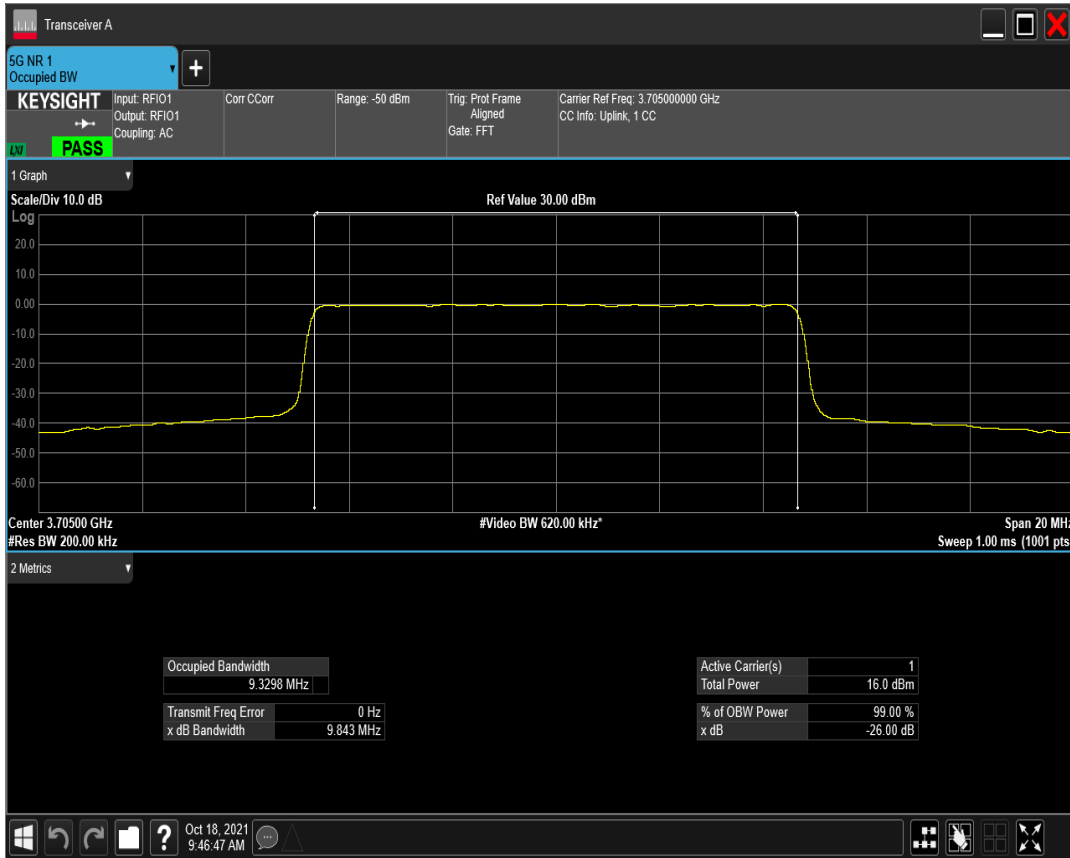 Transceiver A
5G NR 1
Occupied BW
KEYSIGHT
LXI
PASS
Input: RFIO1
Output: RFIO1
Coupling: AC
Corr CCorr
Range: -50 dBm
Trig: Prot Frame
Aligned
Gate: FFT
Carrier Ref Freq: 3.705000000 GHz
CC Info: Uplink, 1 CC
1 Graph
Scale/Div 10.0 dB
Ref Value 30.00 dBm
Log
20.0
10.0
0.00
-10.0
-20.0
-30.0
-40.0
-50.0
-60.0
Center 3.70500 GHz
#Video BW 620.00 kHz*
Span 20 MHz
#Res BW 200.00 kHz
Sweep 1.00 ms (1001 pts
2 Metrics
Occupied Bandwidth
9.3298 MHz
Transmit Freq Error 0 Hz
x dB Bandwidth 9.843 MHz
Active Carrier(s) 1
Total Power 16.0 dBm
% of OBW Power 99.00 %
x dB -26.00 dB
?
Oct 18, 2021
9:46:47 AM